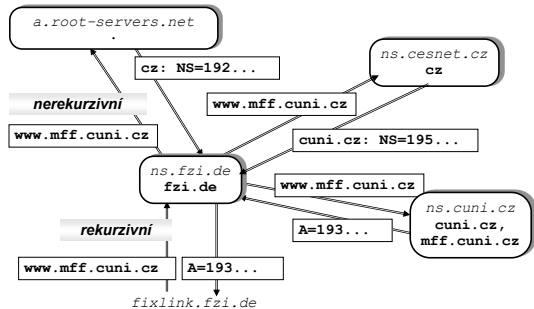 a.root-servers.net
.
ns.cesnet.cz
cz
cz: NS=192...
nerekurzivní
www.mff.cuni.cz
www.mff.cuni.cz
cuni.cz: NS=195...
ns.fzi.de
fzi.de
www.mff.cuni.cz
ns.cuni.cz
cuni.cz,
mff.cuni.cz
rekurzivní
A=193...
www.mff.cuni.cz
A=193...
fixlink.fzi.de